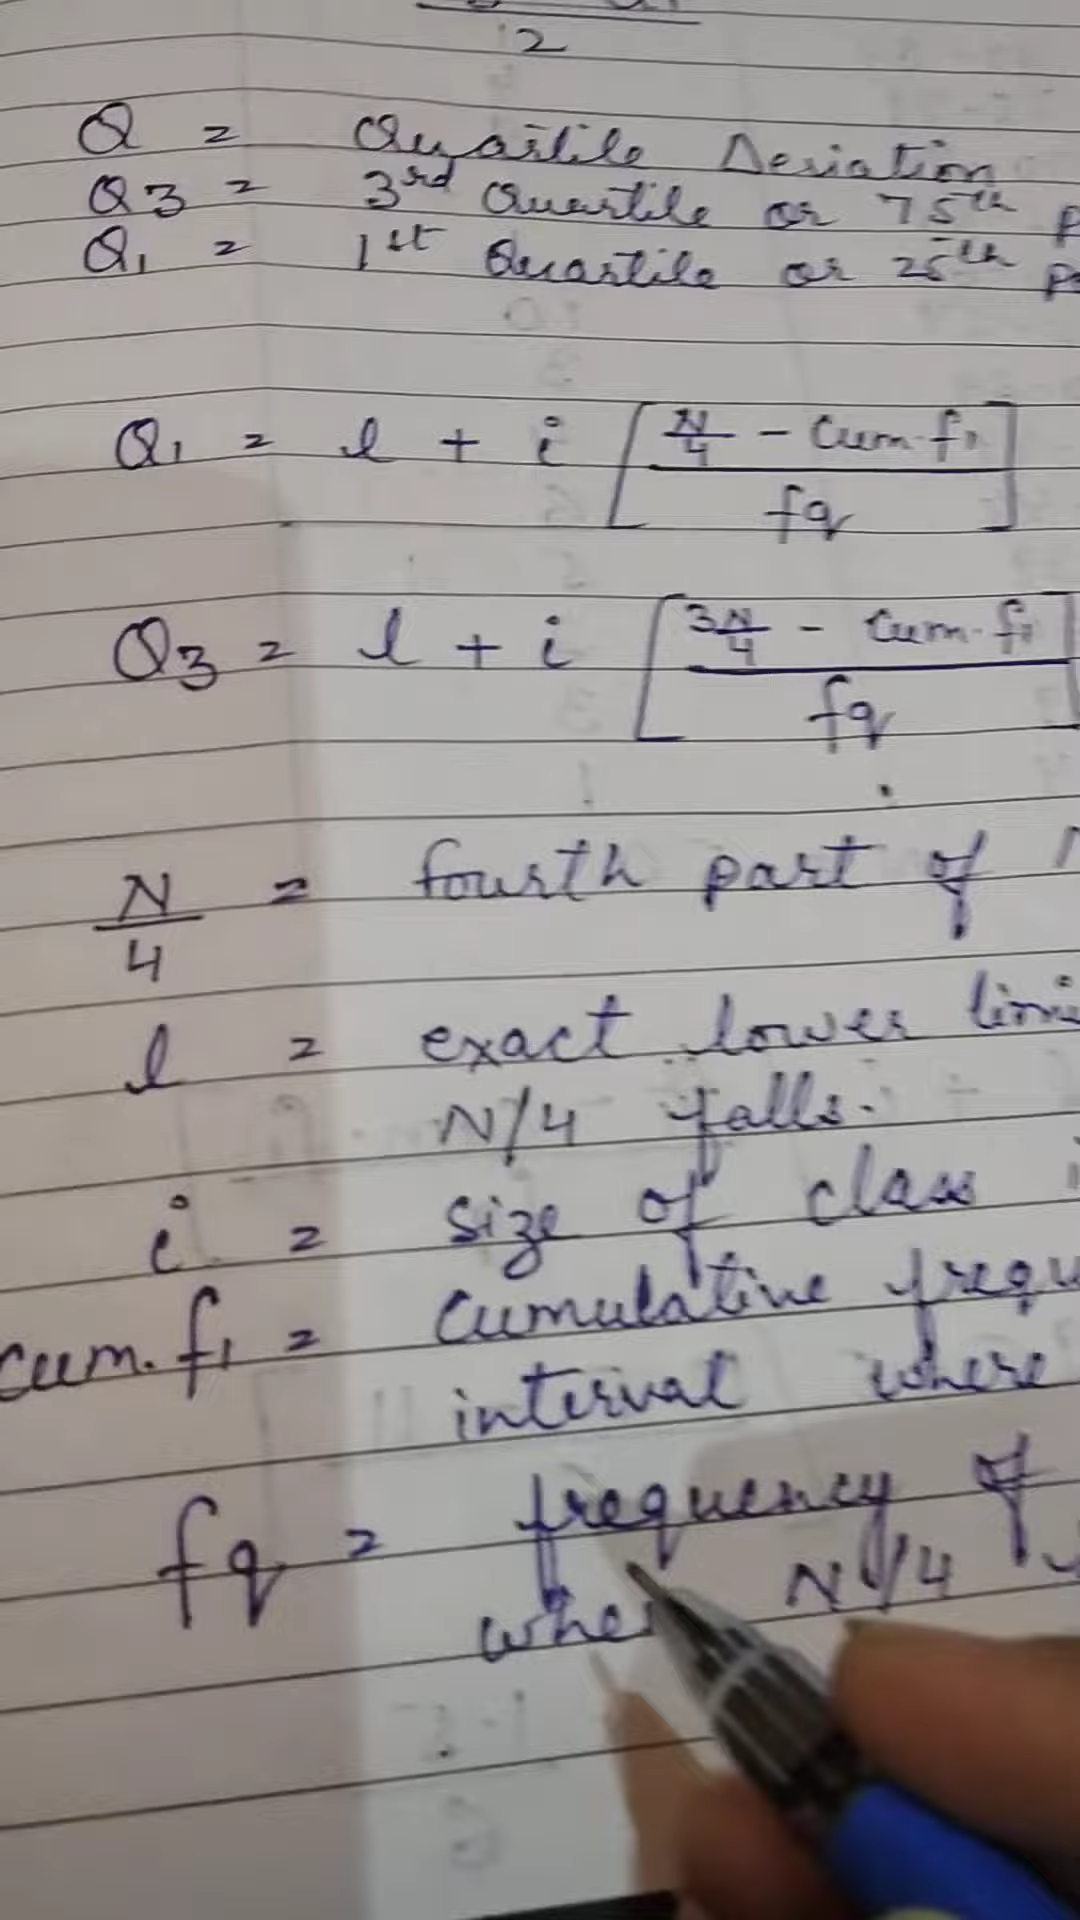 2
Q = Quartile Deviation
Q3 = 3rd Quartile or 75th
Q1 = 1st Quartile or 25th
Q1 = l + i [ N/4 - Cum.f1 / fq ]
Q3 = l + i [ 3N/4 - Cum.f1 / fq ]
N/4 = fourth part of
l = exact lower
N/4 falls.
i = size of class
cum.f1 = Cumulative
interval where
fq = frequency of
N/4